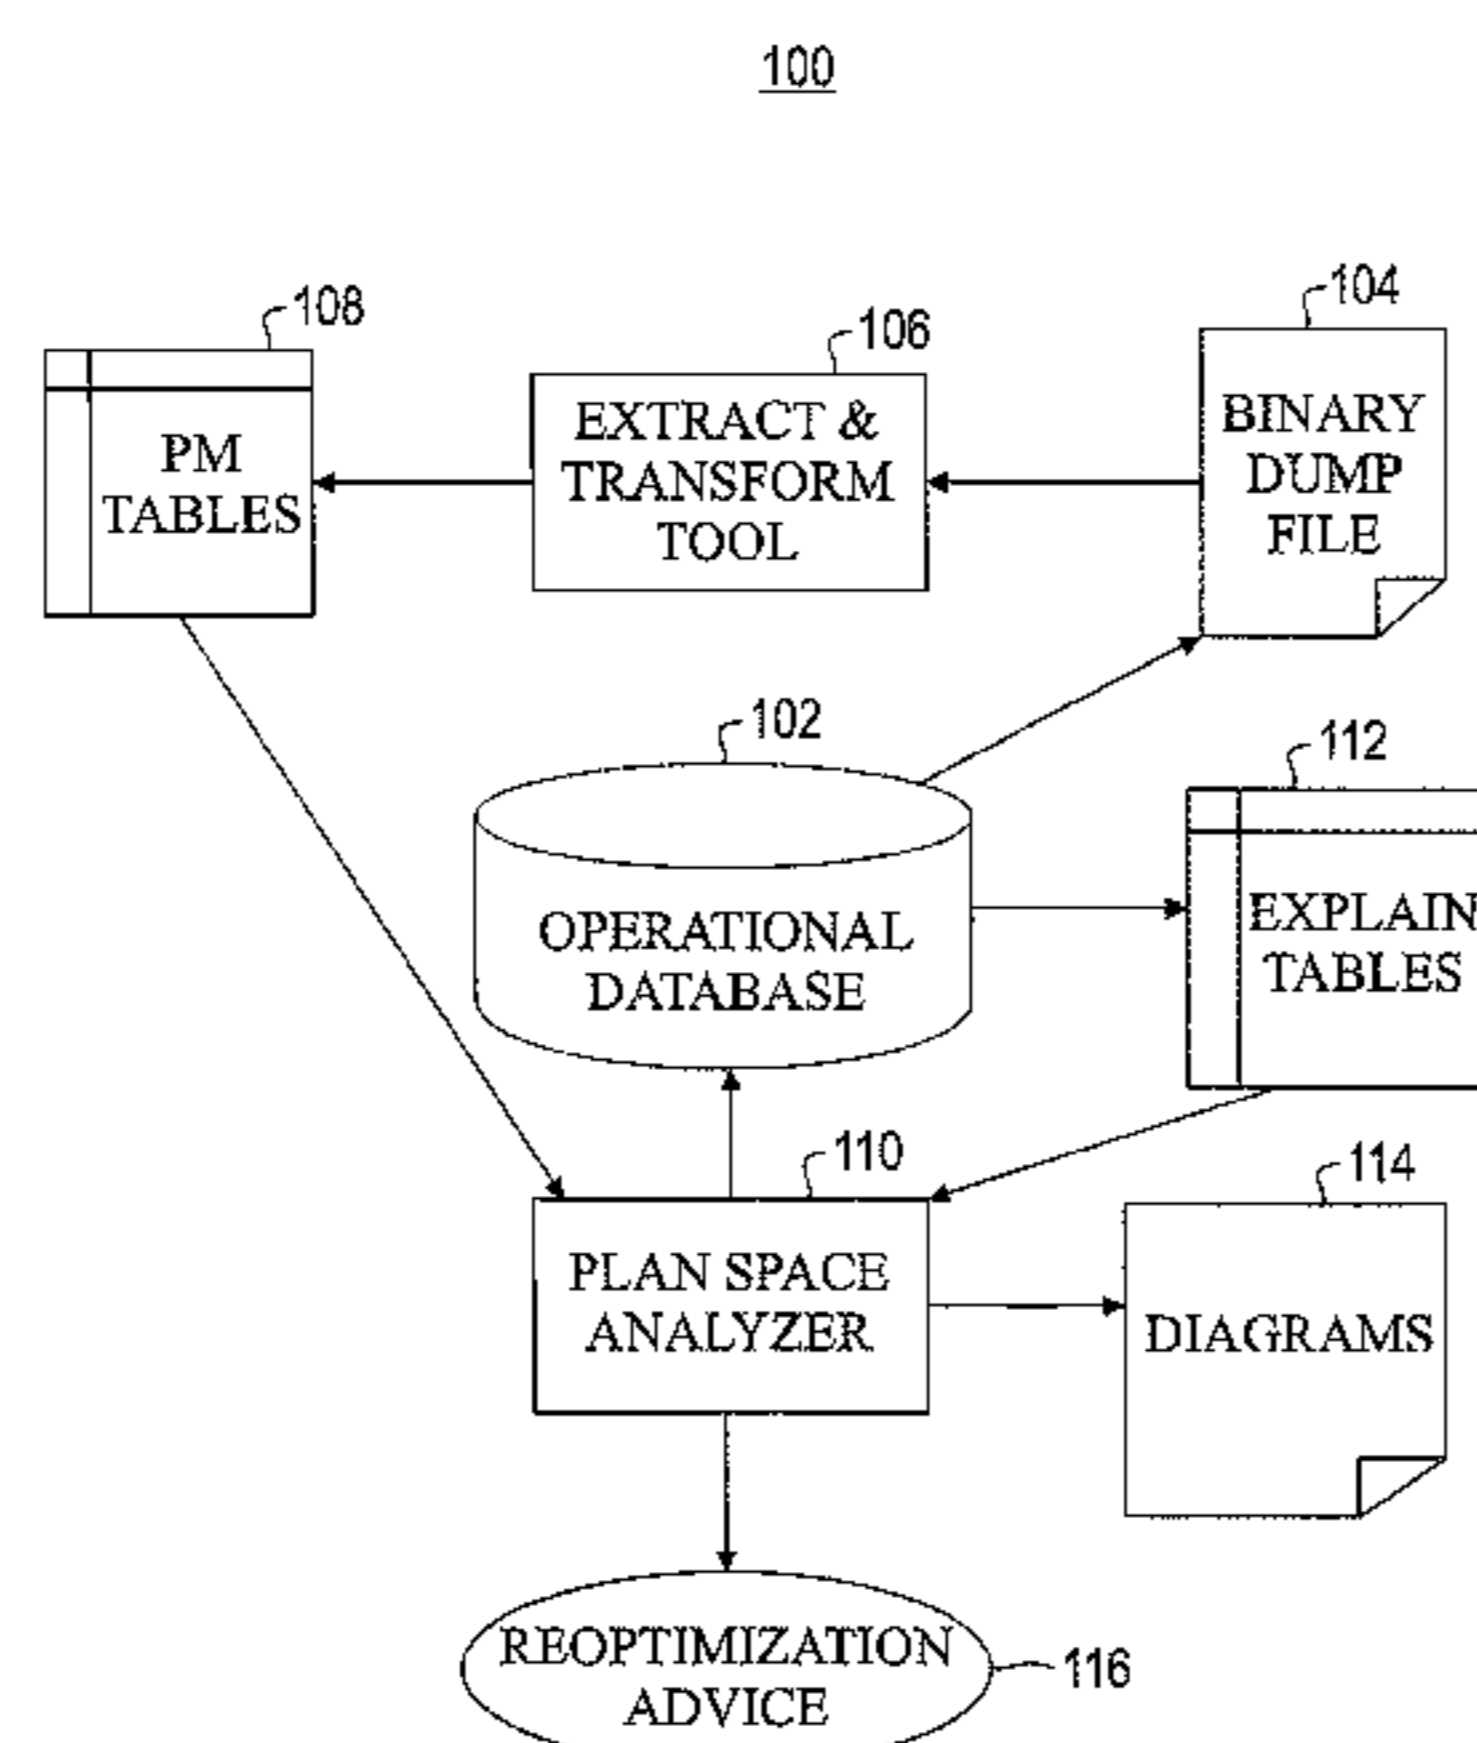 100
108
106
104
PM
TABLES
EXTRACT &
TRANSFORM
TOOL
BINARY
DUMP
FILE
102
112
OPERATIONAL
DATABASE
EXPLAIN
TABLES
110
114
PLAN SPACE
ANALYZER
DIAGRAMS
REOPTIMIZATION
ADVICE
116